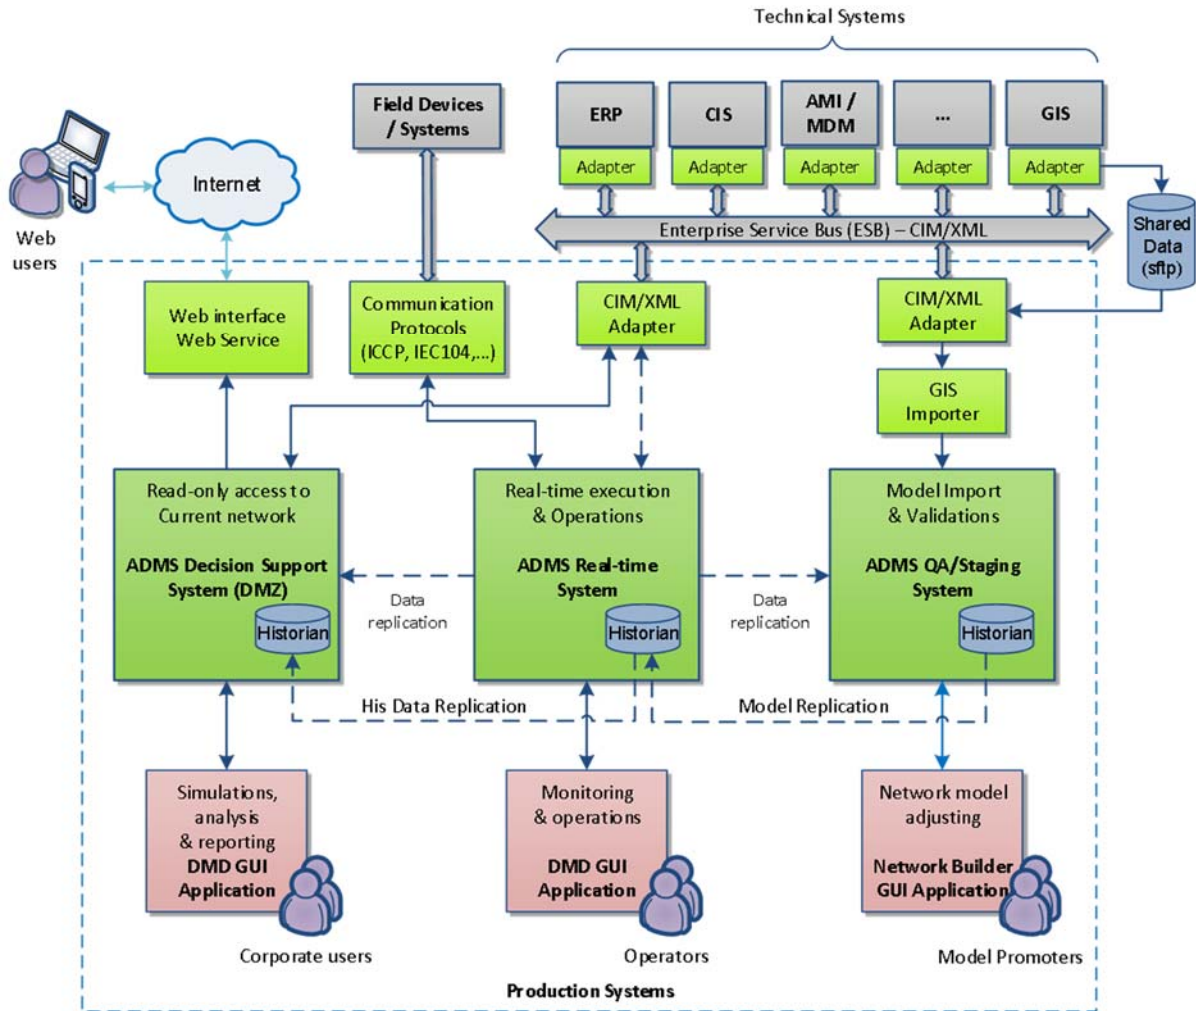 Technical Systems
Field Devices
/ Systems
ERP
CIS
AMI /
MDM
...
GIS
Adapter
Adapter
Adapter
Adapter
Adapter
Internet
Web
users
Enterprise Service Bus (ESB) – CIM/XML
Shared
Data
(sftp)
Web interface
Web Service
Communication
Protocols
(ICCP, IEC104,...)
CIM/XML
Adapter
CIM/XML
Adapter
GIS
Importer
Read-only access to
Current network
ADMS Decision Support
System (DMZ)
Historian
Data
replication
Real-time execution
& Operations
ADMS Real-time
System
Historian
Data
replication
Model Import
& Validations
ADMS QA/Staging
System
Historian
His Data Replication
Model Replication
Simulations,
analysis
& reporting
DMD GUI
Application
Corporate users
Monitoring
& operations
DMD GUI
Application
Operators
Network model
adjusting
Network Builder
GUI Application
Model Promoters
Production Systems